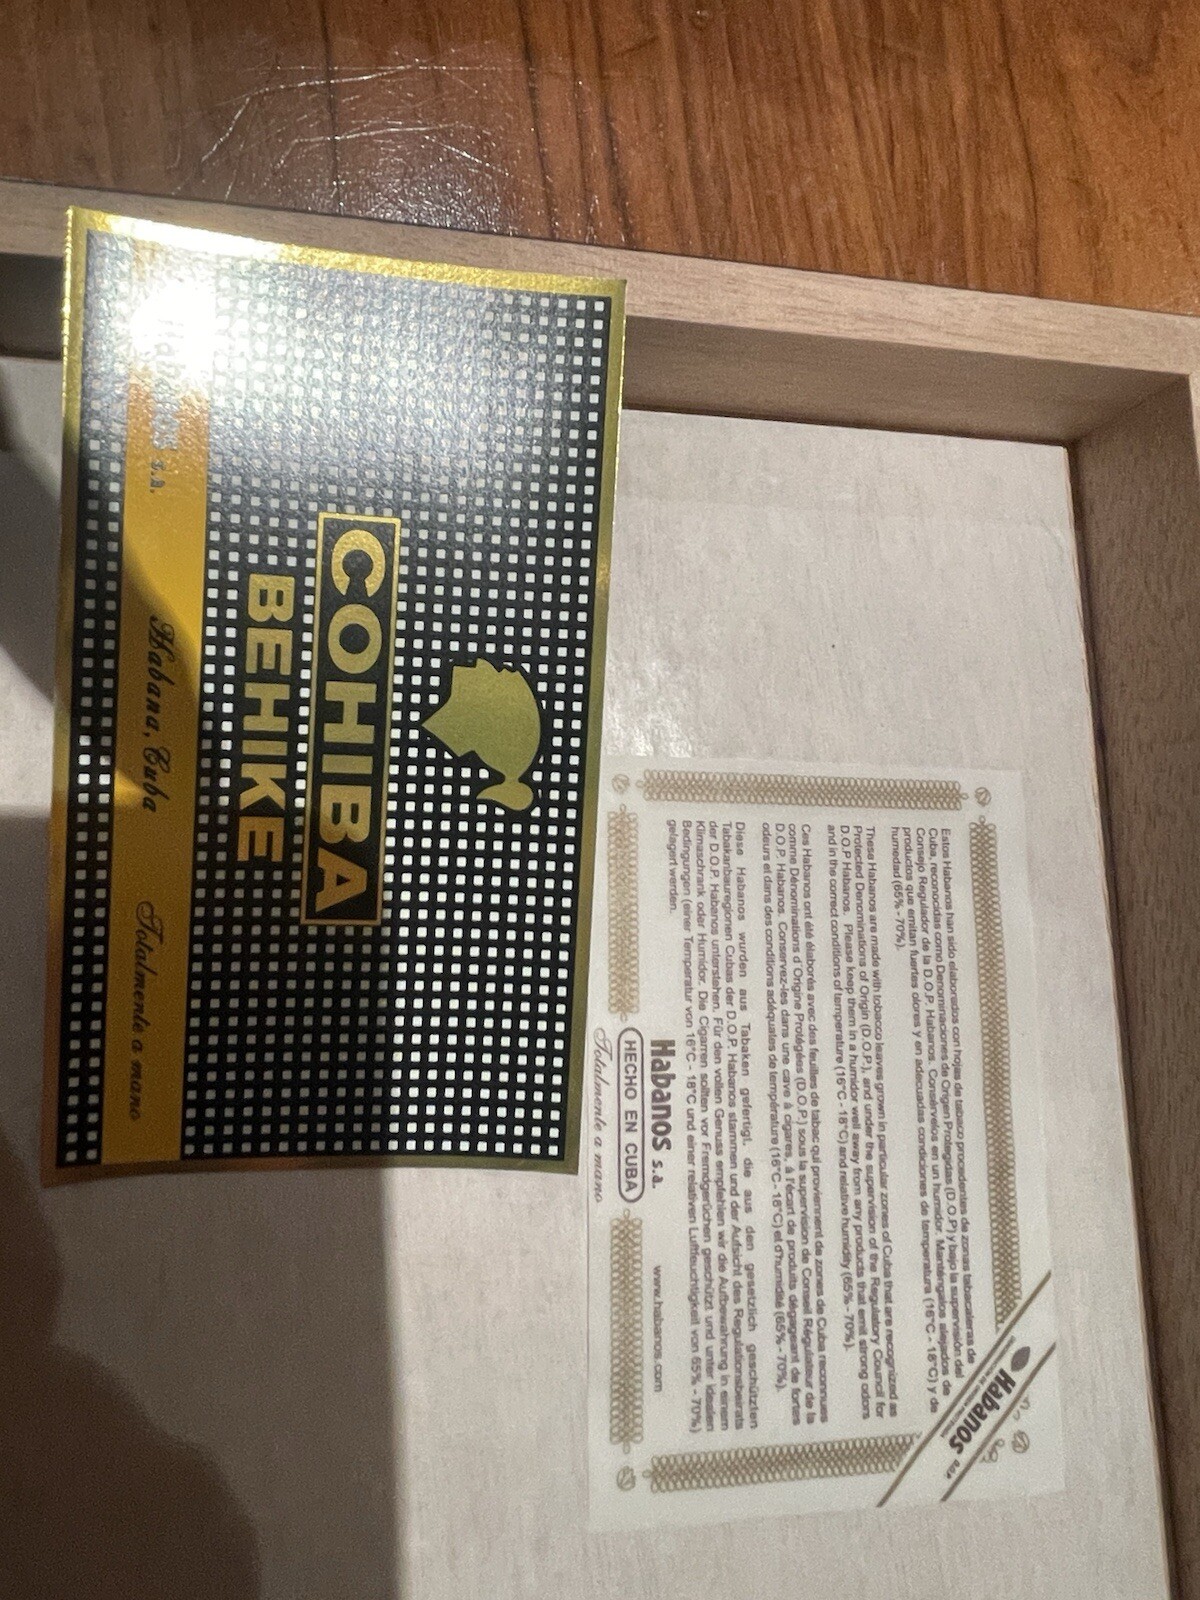 COHIBA
BEHIKE
s.a.
Habana, Cuba
Totalmente a mano
Habanos D.O.P.
Estos Habanos han sido elaborados con hojas de tabaco procedentes de zonas tabacaleras de
Cuba, reconocidas como Denominaciones de Origen Protegidas (D.O.P.) y bajo la supervisión del
Consejo Regulador de la D.O.P. Habanos. Consérvelos en un humidor. Manténgalos alejados de
productos que emitan fuertes olores y en adecuadas condiciones de temperatura (16°C - 18°C) y de
humedad (65% - 70%).
These Habanos are made with tobacco leaves grown in particular zones of Cuba that are recognized as
Protected Denominations of Origin (D.O.P.), and under the supervision of the Regulatory Council for
D.O.P Habanos. Please keep them in a humidor well away from any products that emit strong odors
and in the correct conditions of temperature (16°C - 18°C) and relative humidity (65% - 70%).
Ces Habanos ont été élaborés avec des feuilles de tabac qui proviennent de zones de Cuba reconnues
comme Dénominations d´Origine Protégées (D.O.P.) sous la supervision de Conseil Régulateur de la
D.O.P. Habanos. Conservez-les dans une cave à cigares, à l'écart de produits dégageant de fortes
odeurs et dans des conditions adéquates de température (16°C - 18°C) et d'humidité (65% - 70%).
Diese Habanos wurden aus Tabaken gefertigt, die aus den gesetzlich geschützten
Tabakanbauregionen Cubas der D.O.P. Habanos stammen und der Aufsicht des Regulationsbeirats
der D.O.P. Habanos unterstehen. Für den vollen Genuss empfehlen wir die Aufbewahrung in einem
Klimaschrank oder Humidor. Die Cigarren sollten vor Fremdgerüchen geschützt und unter idealen
Bedingungen (einer Temperatur von 16°C - 18°C und einer relativen Luftfeuchtigkeit von 65% - 70%)
gelagert werden.
Habanos s.a.
www.habanos.com
HECHO EN CUBA
Totalmente a mano